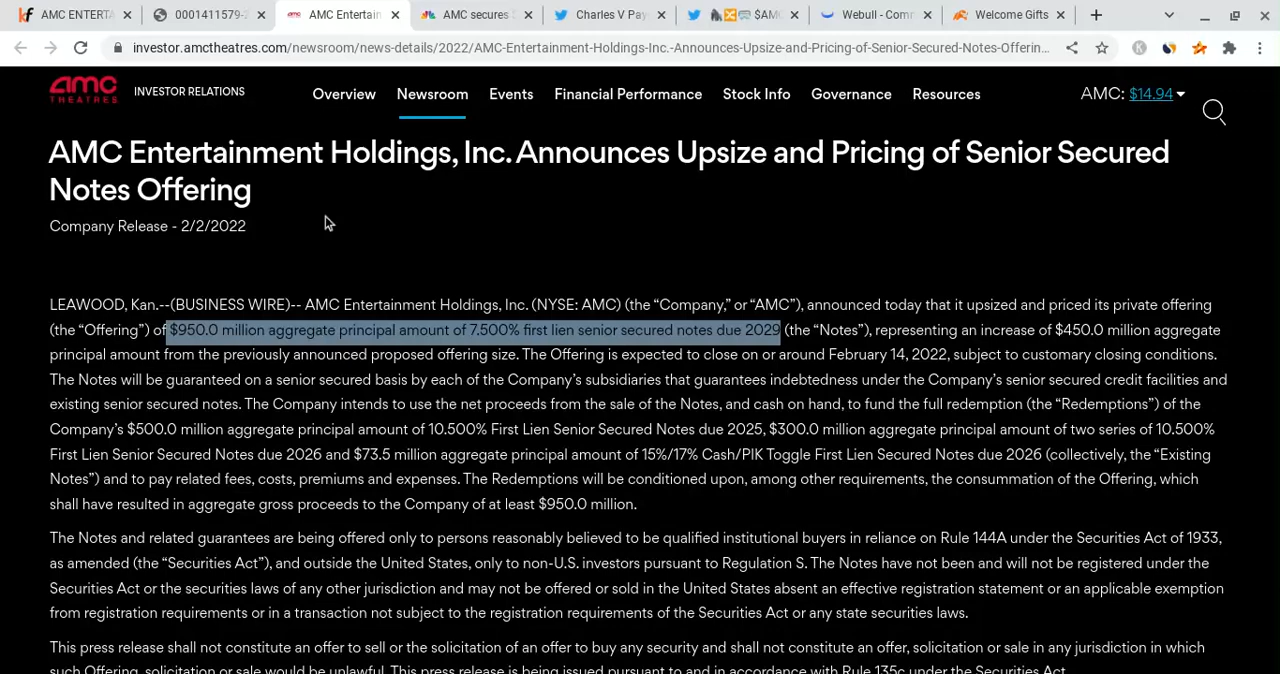 AMC ENTERTA
0001411579-2
AMC Entertain
AMC secures
Charles V Pay
$AMC
Webull - Com
Welcome Gifts
investor.amctheatres.com/newsroom/news-details/2022/AMC-Entertainment-Holdings-Inc.-Announces-Upsize-and-Pricing-of-Senior-Secured-Notes-Offerin...
amc
THEATRES
INVESTOR RELATIONS
Overview
Newsroom
Events
Financial Performance
Stock Info
Governance
Resources
AMC: $14.94
AMC Entertainment Holdings, Inc. Announces Upsize and Pricing of Senior Secured
Notes Offering
Company Release - 2/2/2022
LEAWOOD, Kan.--(BUSINESS WIRE)-- AMC Entertainment Holdings, Inc. (NYSE: AMC) (the “Company,” or “AMC”), announced today that it upsized and priced its private offering
(the “Offering”) of $950.0 million aggregate principal amount of 7.500% first lien senior secured notes due 2029 (the “Notes”), representing an increase of $450.0 million aggregate
principal amount from the previously announced proposed offering size. The Offering is expected to close on or around February 14, 2022, subject to customary closing conditions.
The Notes will be guaranteed on a senior secured basis by each of the Company’s subsidiaries that guarantees indebtedness under the Company’s senior secured credit facilities and
existing senior secured notes. The Company intends to use the net proceeds from the sale of the Notes, and cash on hand, to fund the full redemption (the “Redemptions”) of the
Company’s $500.0 million aggregate principal amount of 10.500% First Lien Senior Secured Notes due 2025, $300.0 million aggregate principal amount of two series of 10.500%
First Lien Senior Secured Notes due 2026 and $73.5 million aggregate principal amount of 15%/17% Cash/PIK Toggle First Lien Secured Notes due 2026 (collectively, the “Existing
Notes”) and to pay related fees, costs, premiums and expenses. The Redemptions will be conditioned upon, among other requirements, the consummation of the Offering, which
shall have resulted in aggregate gross proceeds to the Company of at least $950.0 million.
The Notes and related guarantees are being offered only to persons reasonably believed to be qualified institutional buyers in reliance on Rule 144A under the Securities Act of 1933,
as amended (the “Securities Act”), and outside the United States, only to non-U.S. investors pursuant to Regulation S. The Notes have not been and will not be registered under the
Securities Act or the securities laws of any other jurisdiction and may not be offered or sold in the United States absent an effective registration statement or an applicable exemption
from registration requirements or in a transaction not subject to the registration requirements of the Securities Act or any state securities laws.
This press release shall not constitute an offer to sell or the solicitation of an offer to buy any security and shall not constitute an offer, solicitation or sale in any jurisdiction in which
such Offering, solicitation or sale would be unlawful. This press release is being issued pursuant to and in accordance with Rule 135c under the Securities Act.